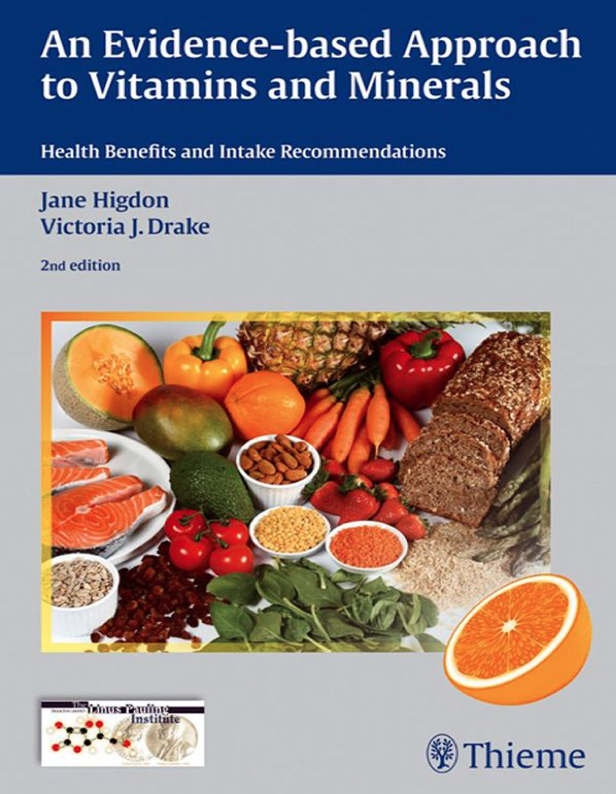 An Evidence-based Approach
to Vitamins and Minerals
Health Benefits and Intake Recommendations
Jane Higdon
Victoria J. Drake
2nd edition
The
Linus Pauling
Institute
Thieme